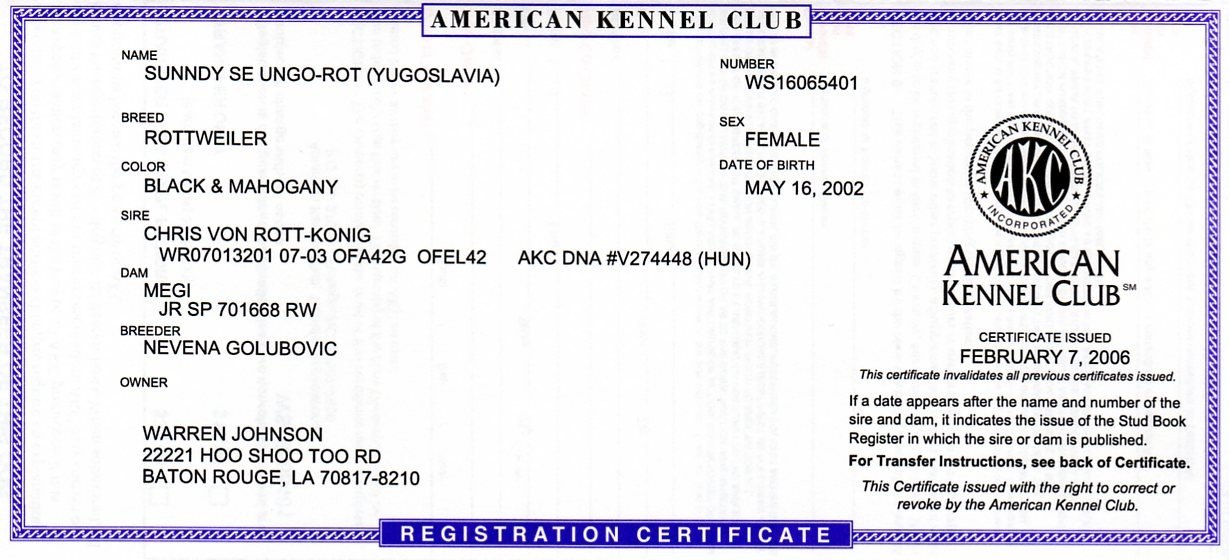 AMERICAN KENNEL CLUB
NAME
SUNNDY SE UNGO-ROT (YUGOSLAVIA)
NUMBER
WS16065401
BREED
ROTTWEILER
SEX
FEMALE
COLOR
BLACK & MAHOGANY
DATE OF BIRTH
MAY 16, 2002
SIRE
CHRIS VON ROTT-KONIG
WR07013201 07-03 OFA42G OFEL42 AKC DNA #V274448 (HUN)
DAM
MEGI
JR SP 701668 RW
BREEDER
NEVENA GOLUBOVIC
OWNER
WARREN JOHNSON
22221 HOO SHOO TOO RD
BATON ROUGE, LA 70817-8210
AMERICAN KENNEL CLUB
AKC
INCORPORATED
AMERICAN
KENNEL CLUB℠
CERTIFICATE ISSUED
FEBRUARY 7, 2006
This certificate invalidates all previous certificates issued.
If a date appears after the name and number of the
sire and dam, it indicates the issue of the Stud Book
Register in which the sire or dam is published.
For Transfer Instructions, see back of Certificate.
This Certificate issued with the right to correct or
revoke by the American Kennel Club.
REGISTRATION CERTIFICATE